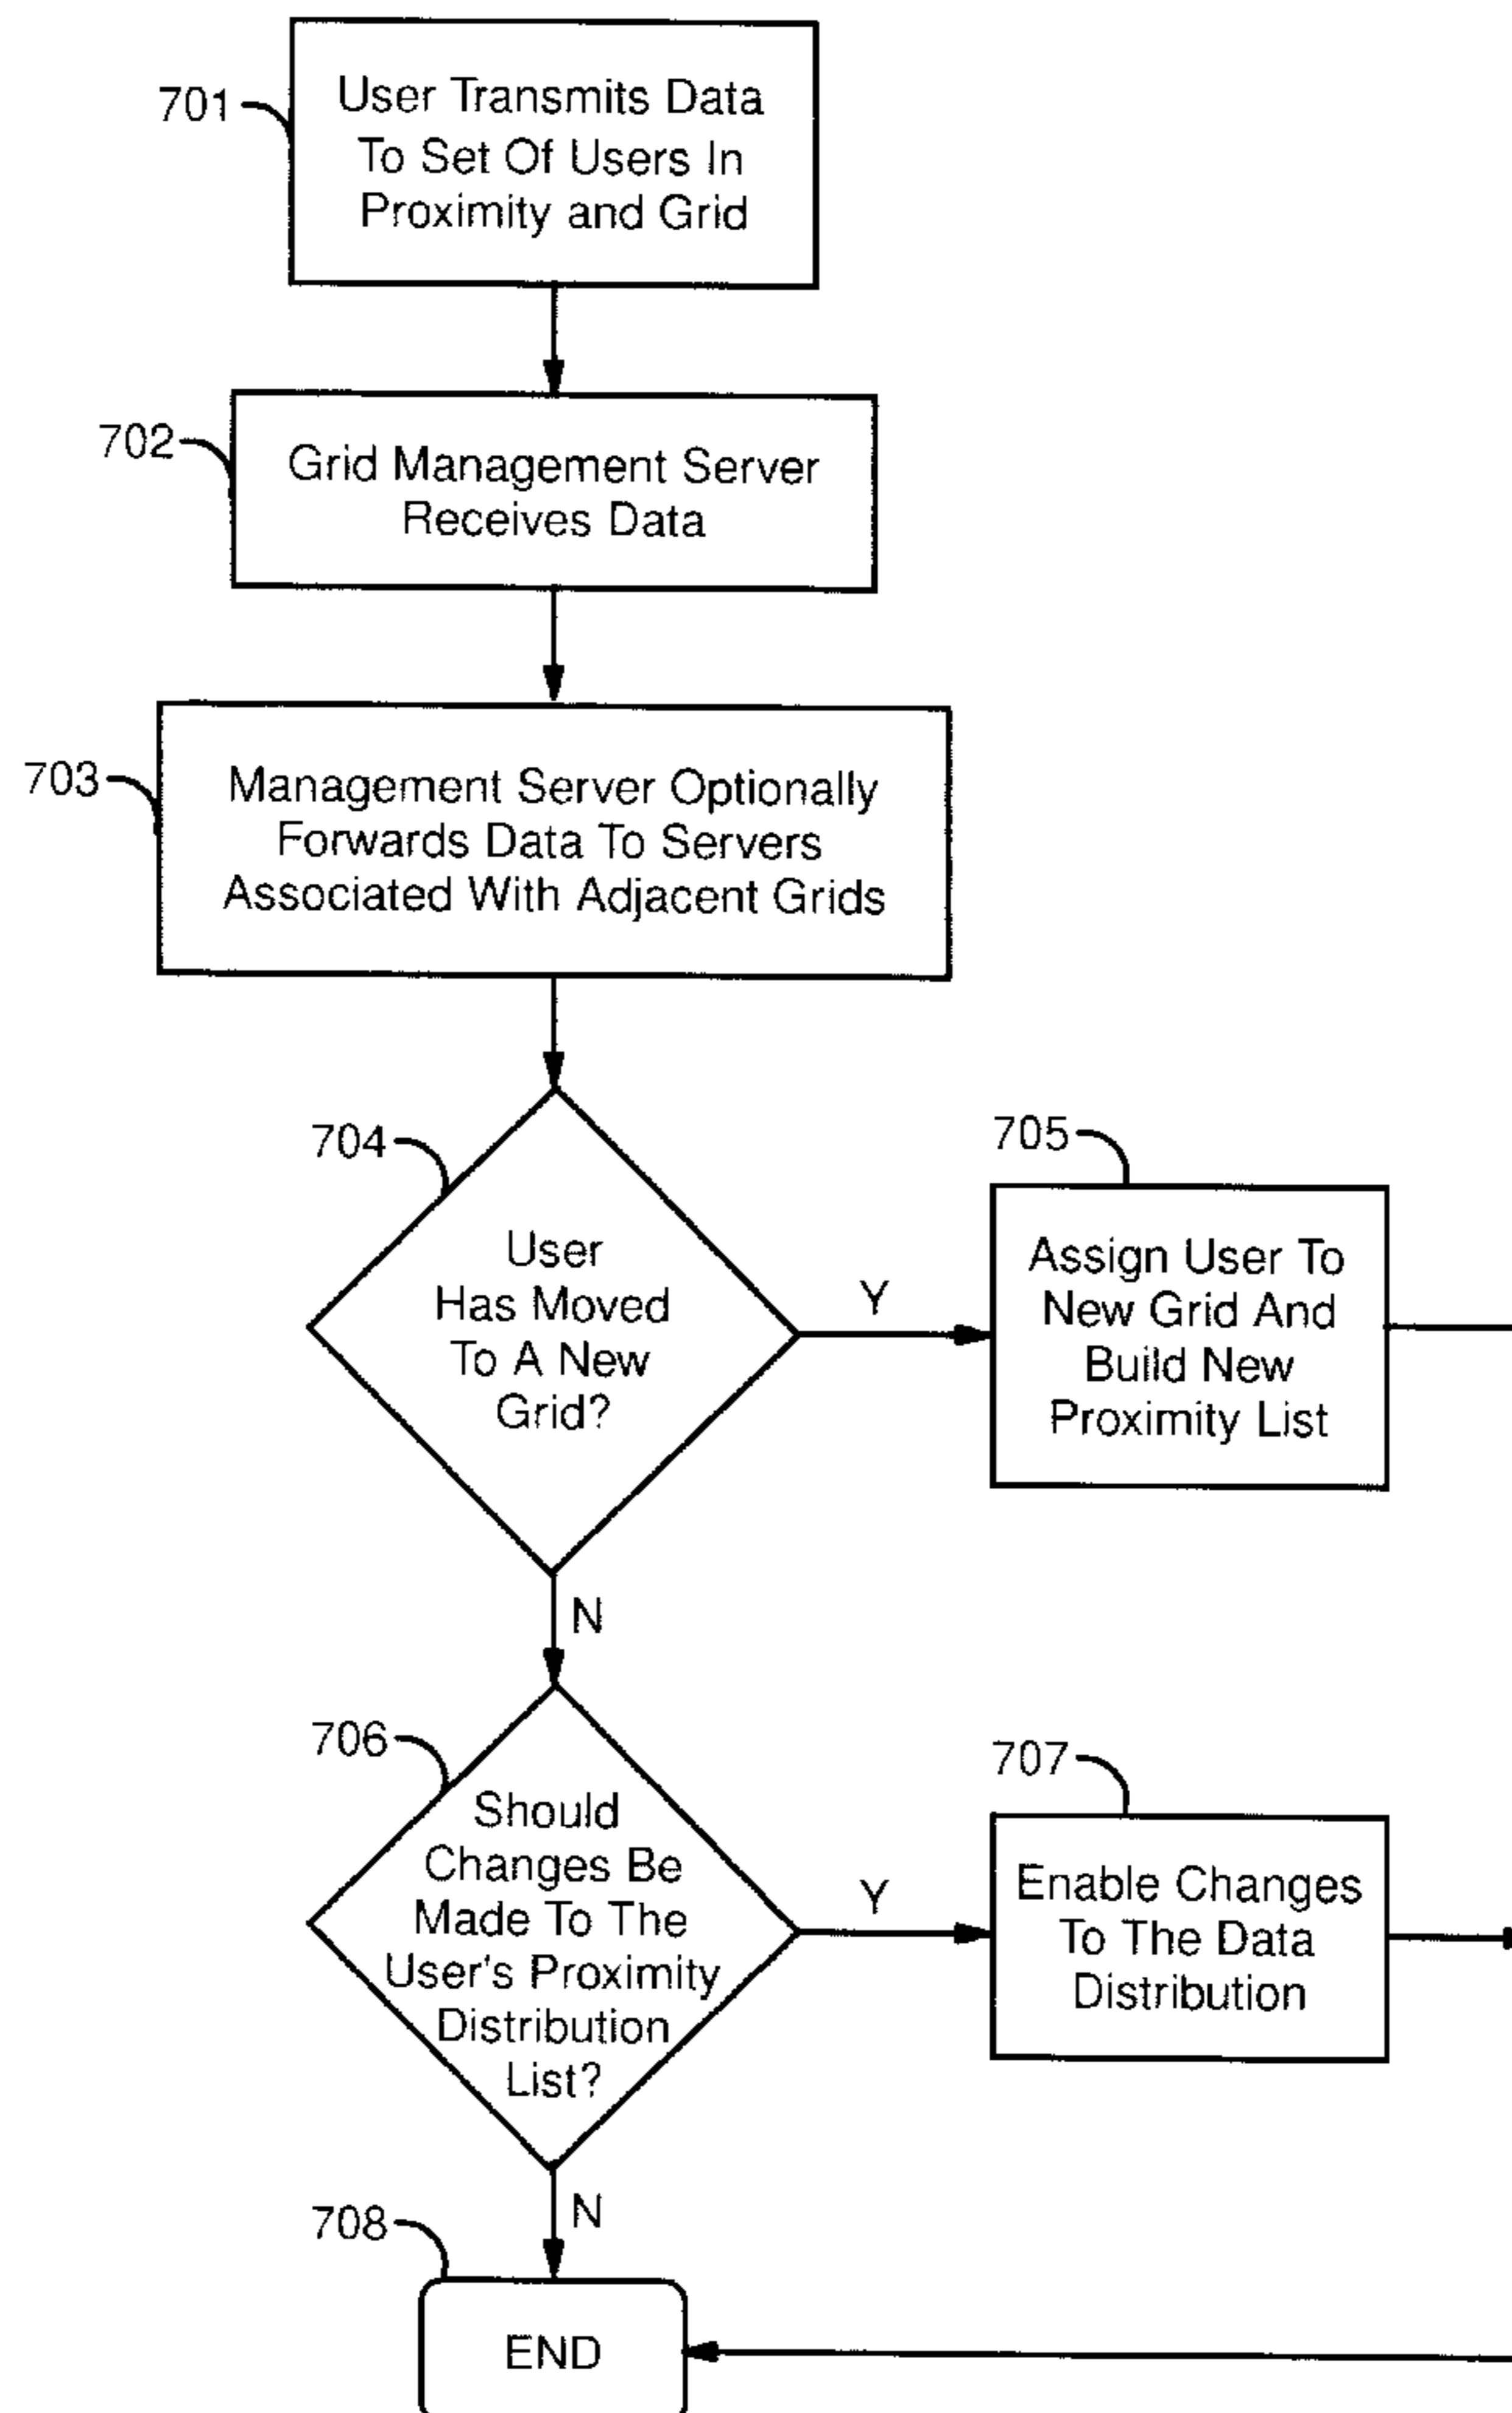 701
User Transmits Data
To Set Of Users In
Proximity and Grid
702
Grid Management Server
Receives Data
703
Management Server Optionally
Forwards Data To Servers
Associated With Adjacent Grids
704
User
Has Moved
To A New
Grid?
Y
705
Assign User To
New Grid And
Build New
Proximity List
N
706
Should
Changes Be
Made To The
User's Proximity
Distribution
List?
Y
707
Enable Changes
To The Data
Distribution
N
708
END